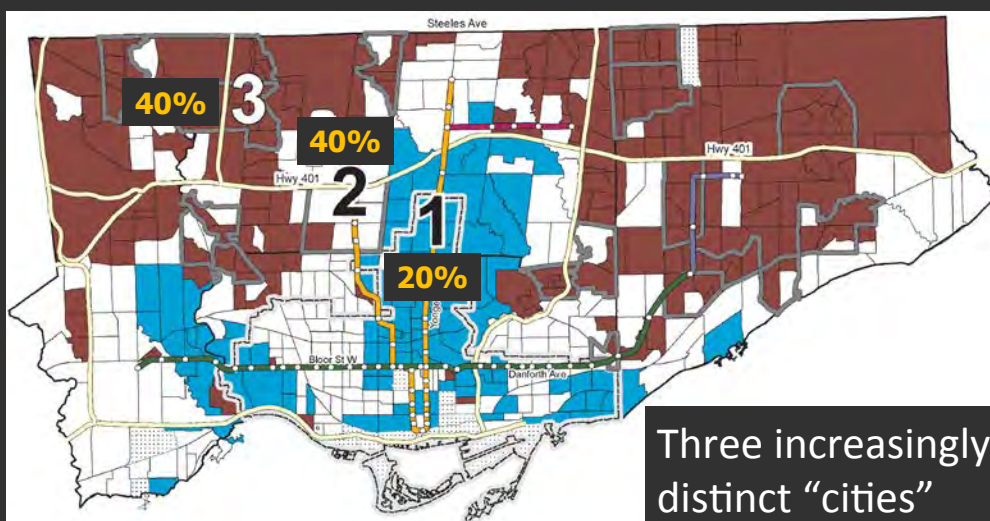 Steeles Ave
40%
3
40%
Hwy 401
Hwy 401
2
1
20%
Yonge
Bloor St W
Danforth Ave
Three increasingly
distinct “cities”